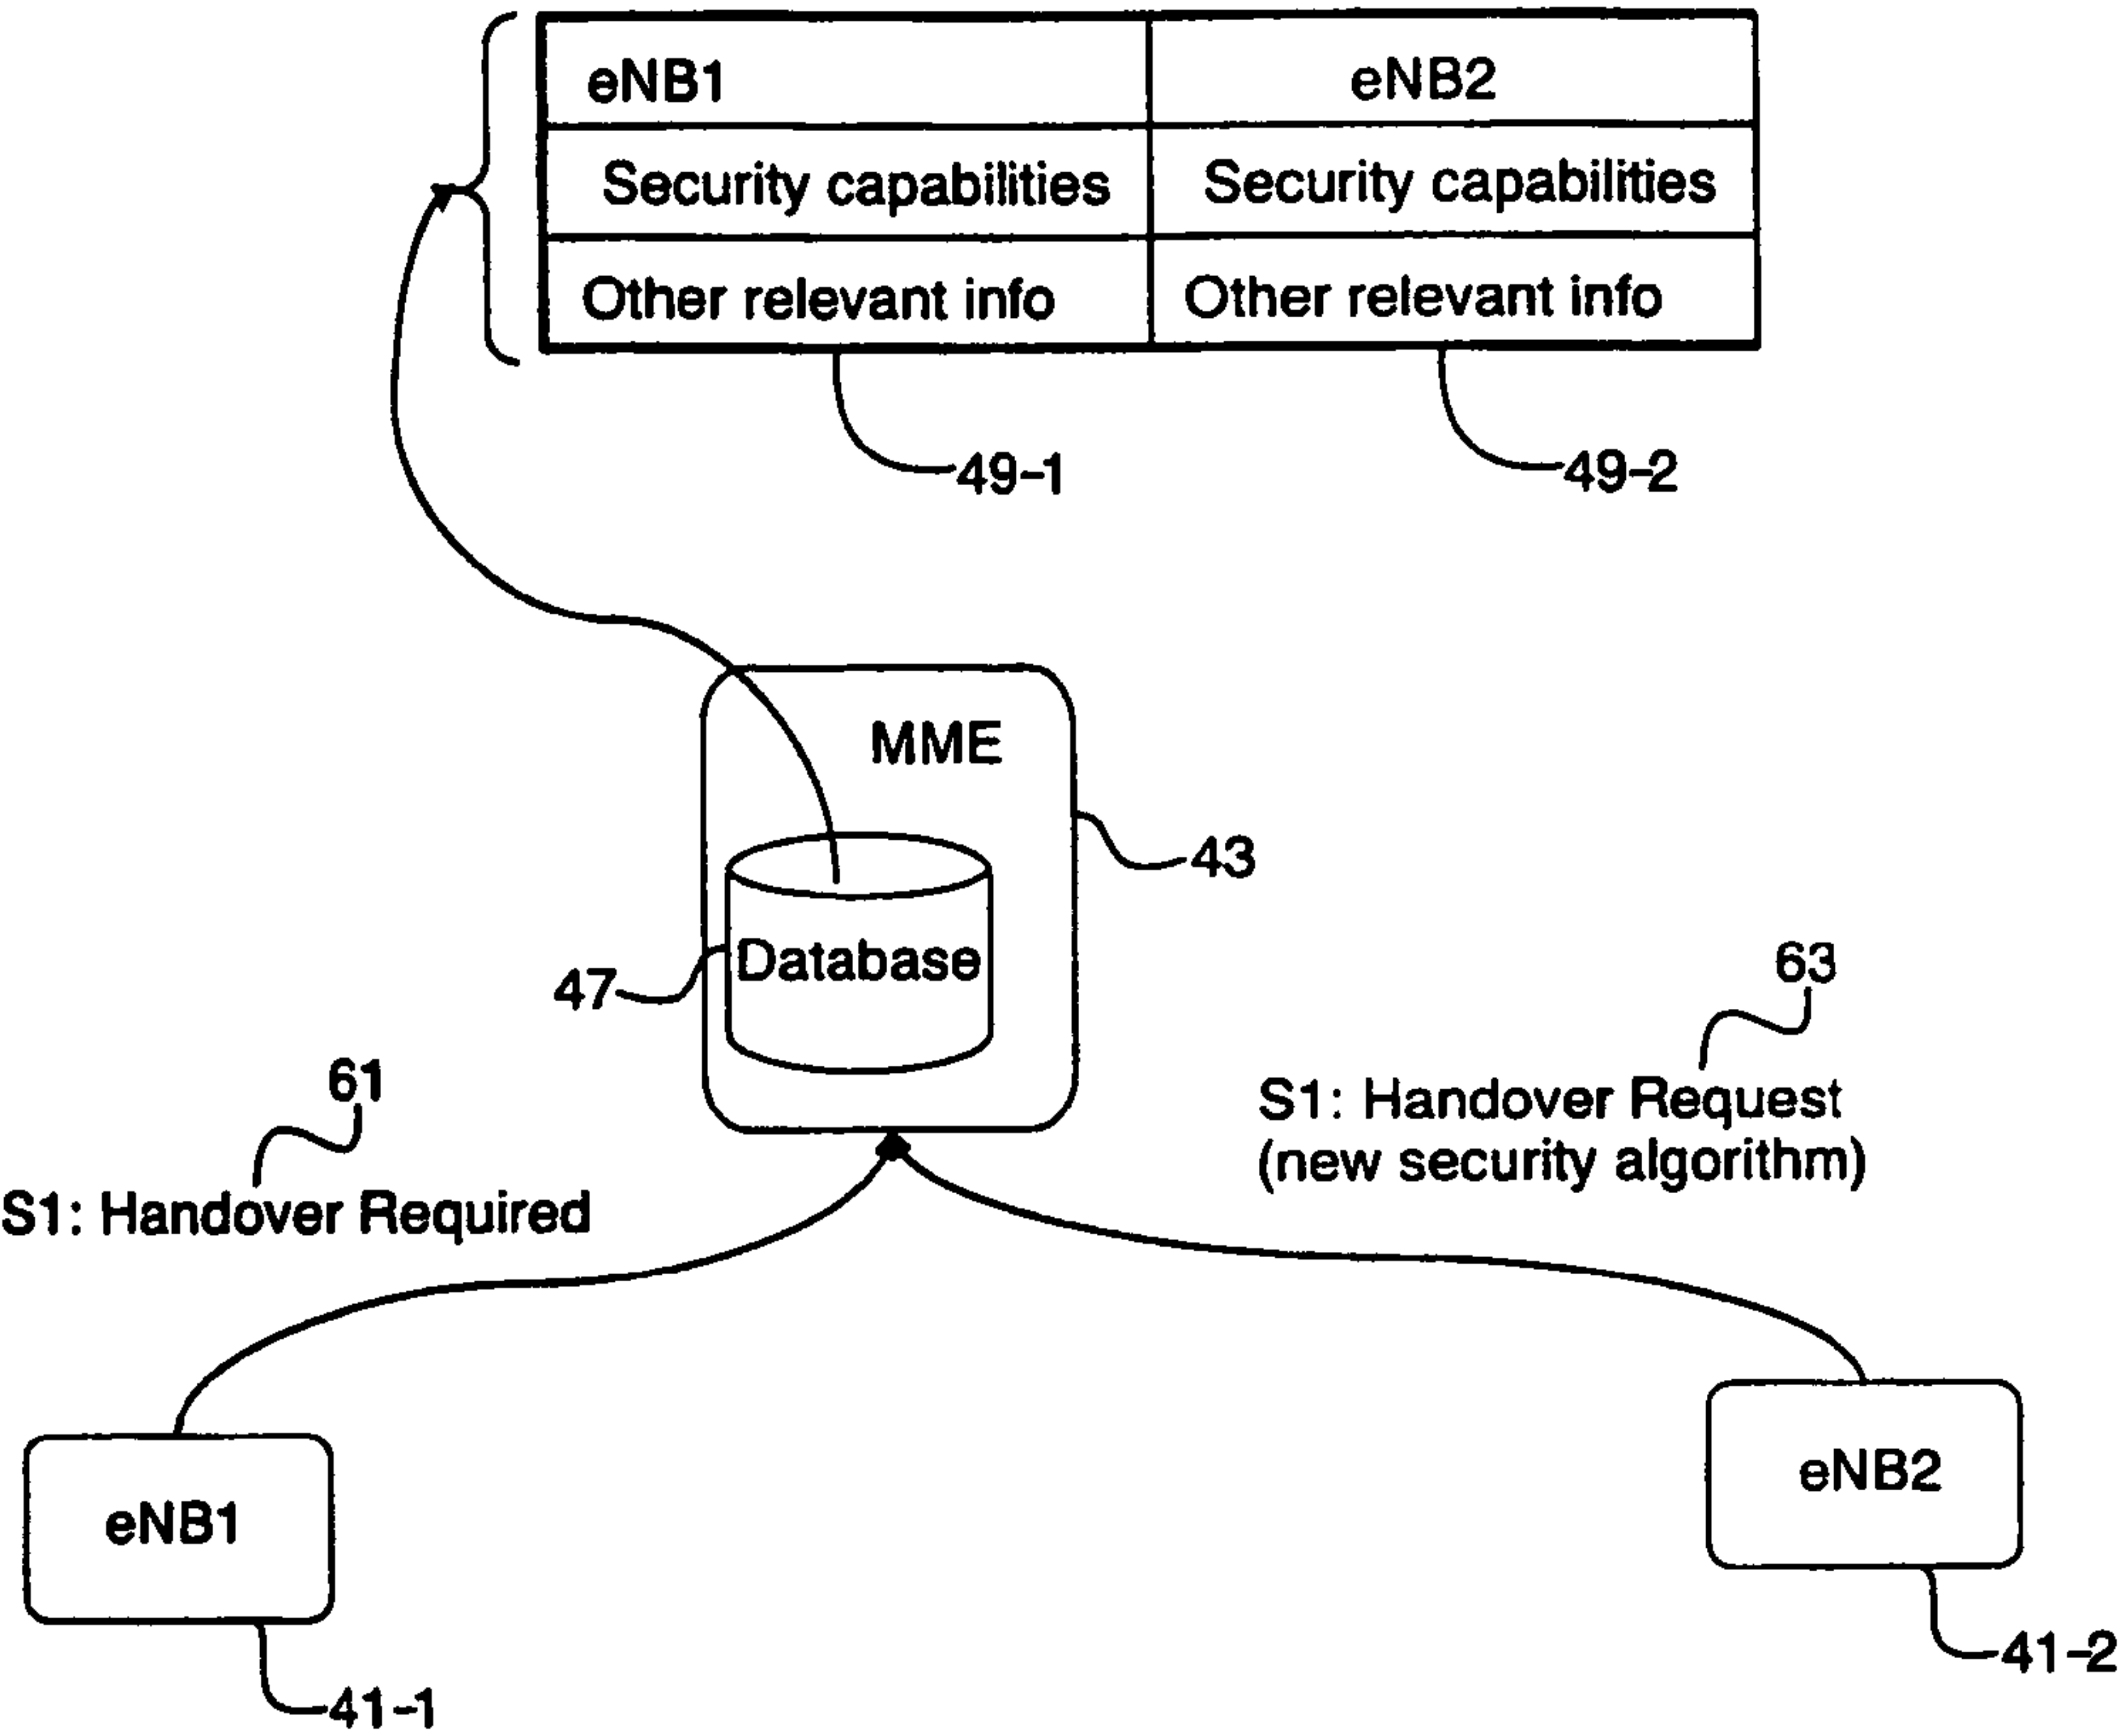 eNB1 eNB2
Security capabilities Security capabilities
Other relevant info Other relevant info
49-1 49-2
MME
43
Database
47
63
61
S1: Handover Request
(new security algorithm)
S1: Handover Required
eNB2
eNB1
41-2
41-1